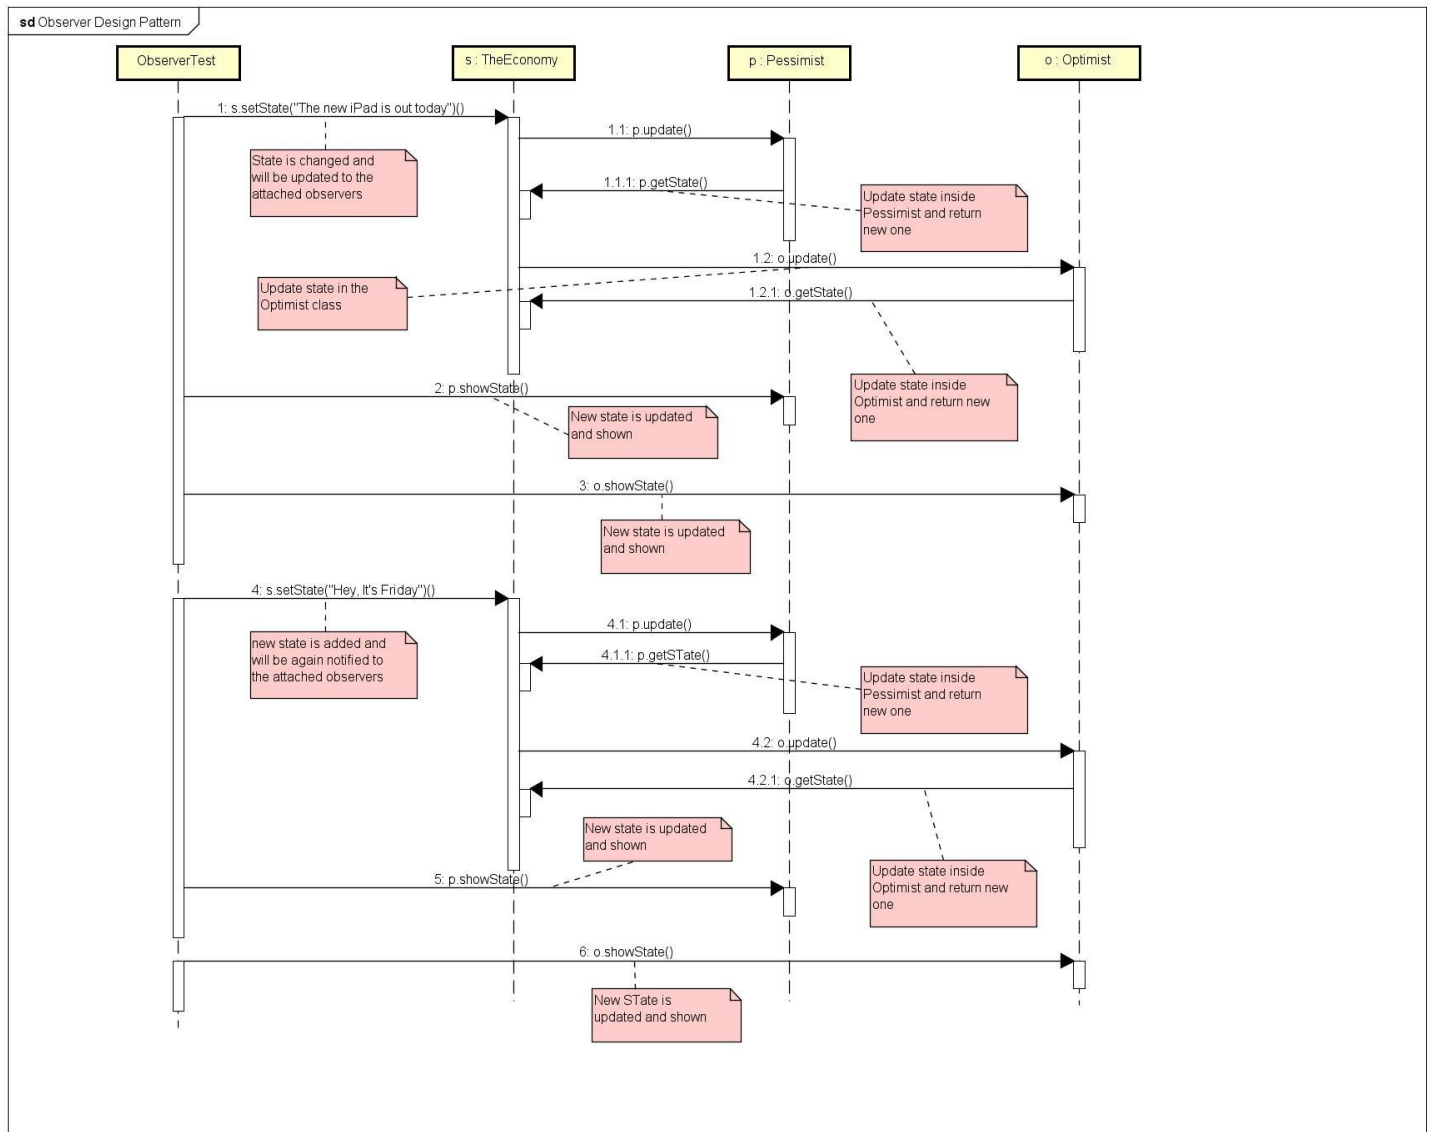 sd Observer Design Pattern
ObserverTest
s : TheEconomy
p : Pessimist
o : Optimist
1: s.setState("The new iPad is out today")()
1.1: p.update()
State is changed and
will be updated to the
attached observers
1.1.1: p.getState()
Update state inside
Pessimist and return
new one
1.2: o.update()
Update state in the
Optimist class
1.2.1: o.getState()
Update state inside
Optimist and return new
one
2: p.showState()
New state is updated
and shown
3: o.showState()
New state is updated
and shown
4: s.setState("Hey, It's Friday")()
4.1: p.update()
new state is added and
will be again notified to
the attached observers
4.1.1: p.getSTate()
Update state inside
Pessimist and return
new one
4.2: o.update()
4.2.1: o.getState()
New state is updated
and shown
Update state inside
Optimist and return new
one
5: p.showState()
6: o.showState()
New STate is
updated and shown